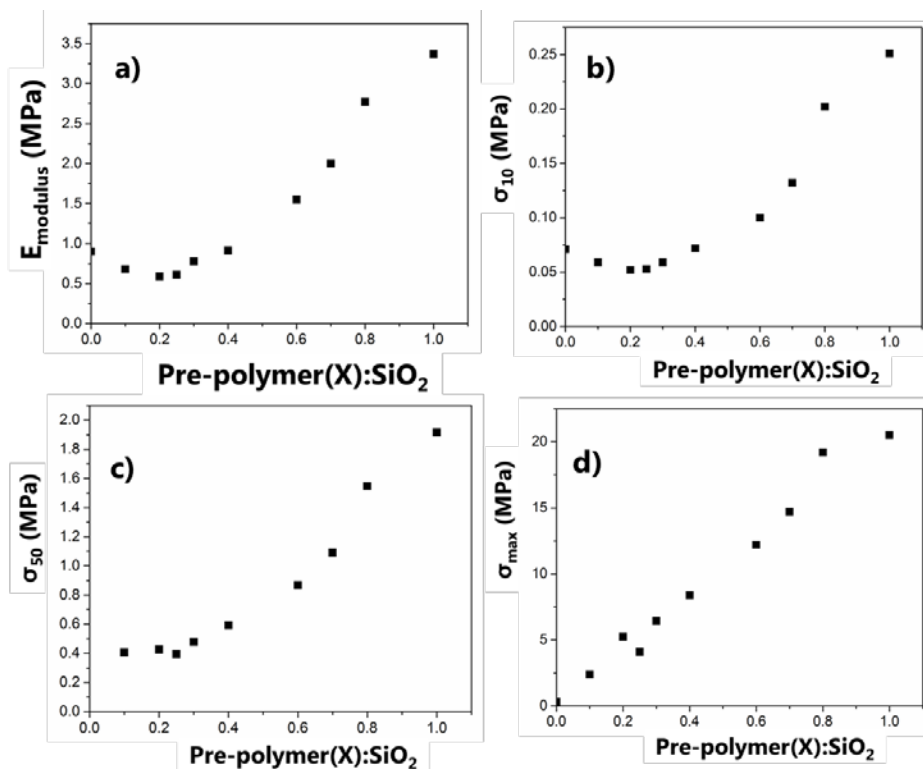 a)
E_modulus (MPa)
3.5
3.0
2.5
2.0
1.5
1.0
0.5
0.0
0.0 0.2 0.4 0.6 0.8 1.0
Pre-polymer(X):SiO₂
b)
σ₁₀ (MPa)
0.25
0.20
0.15
0.10
0.05
0.00
0.0 0.2 0.4 0.6 0.8 1.0
Pre-polymer(X):SiO₂
c)
σ₅₀ (MPa)
2.0
1.8
1.6
1.4
1.2
1.0
0.8
0.6
0.4
0.2
0.0
0.0 0.2 0.4 0.6 0.8 1.0
Pre-polymer(X):SiO₂
d)
σ_max (MPa)
20
15
10
5
0
0.0 0.2 0.4 0.6 0.8 1.0
Pre-polymer(X):SiO₂